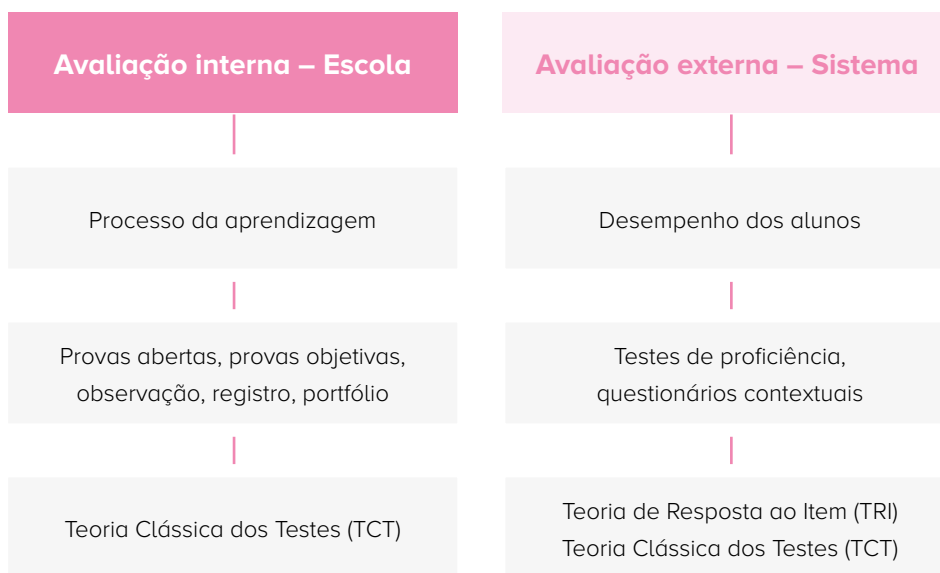 Avaliação interna – Escola
Processo da aprendizagem
Provas abertas, provas objetivas,
observação, registro, portfólio
Teoria Clássica dos Testes (TCT)
Avaliação externa – Sistema
Desempenho dos alunos
Testes de proficiência,
questionários contextuais
Teoria de Resposta ao Item (TRI)
Teoria Clássica dos Testes (TCT)